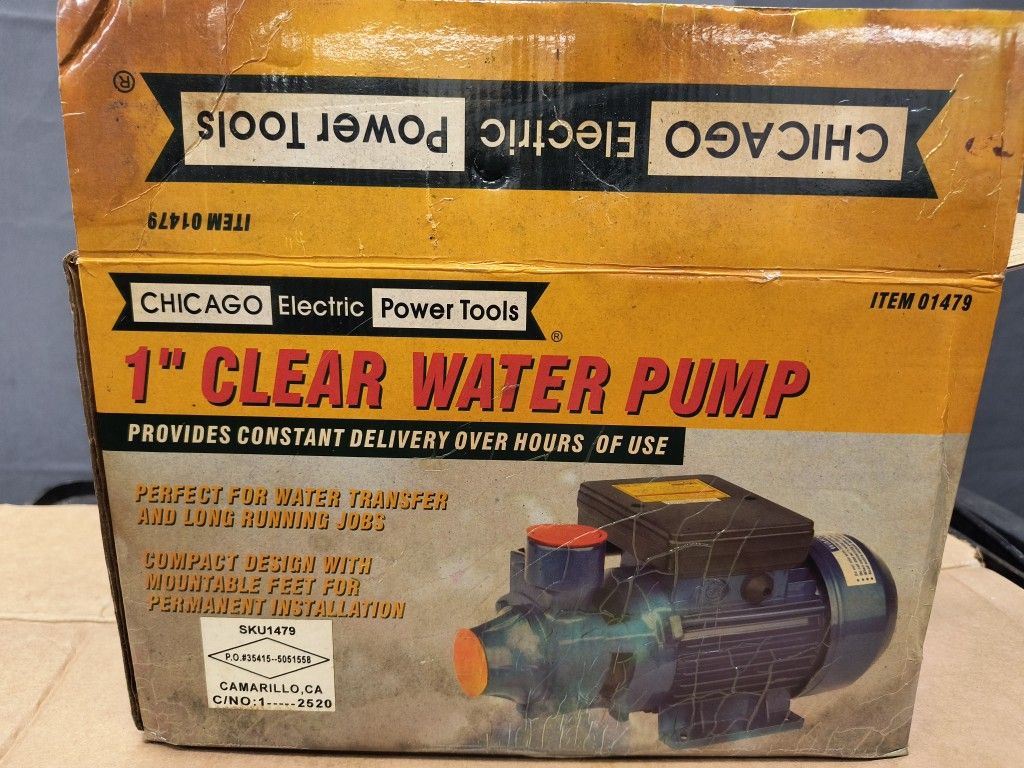 CHICAGO Electric Power Tools
®
ITEM 01479
CHICAGO Electric Power Tools
®
ITEM 01479
1" CLEAR WATER PUMP
PROVIDES CONSTANT DELIVERY OVER HOURS OF USE
PERFECT FOR WATER TRANSFER
AND LONG RUNNING JOBS
COMPACT DESIGN WITH
MOUNTABLE FEET FOR
PERMANENT INSTALLATION
SKU1479
P.O.#35415--5051558
CAMARILLO,CA
C/NO:1-----2520